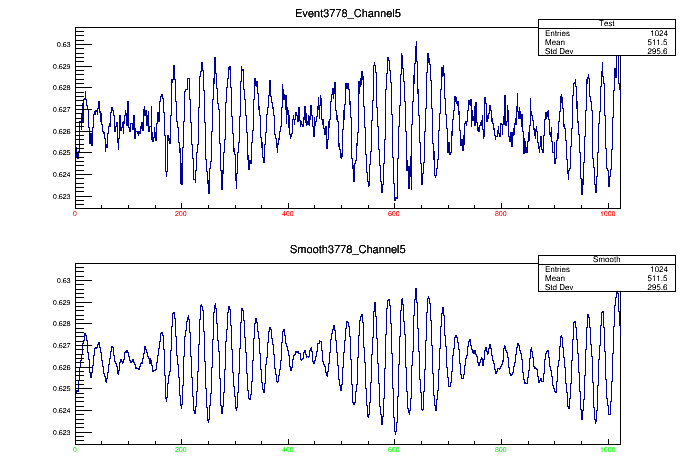 Event3778_Channel5
Test
Entries 1024
Mean 511.5
Std Dev 295.6
0.63
0.629
0.628
0.627
0.626
0.625
0.624
0.623
0 200 400 600 800 1000
Smooth3778_Channel5
Smooth
Entries 1024
Mean 511.5
Std Dev 295.6
0.63
0.629
0.628
0.627
0.626
0.625
0.624
0.623
0 200 400 600 800 1000